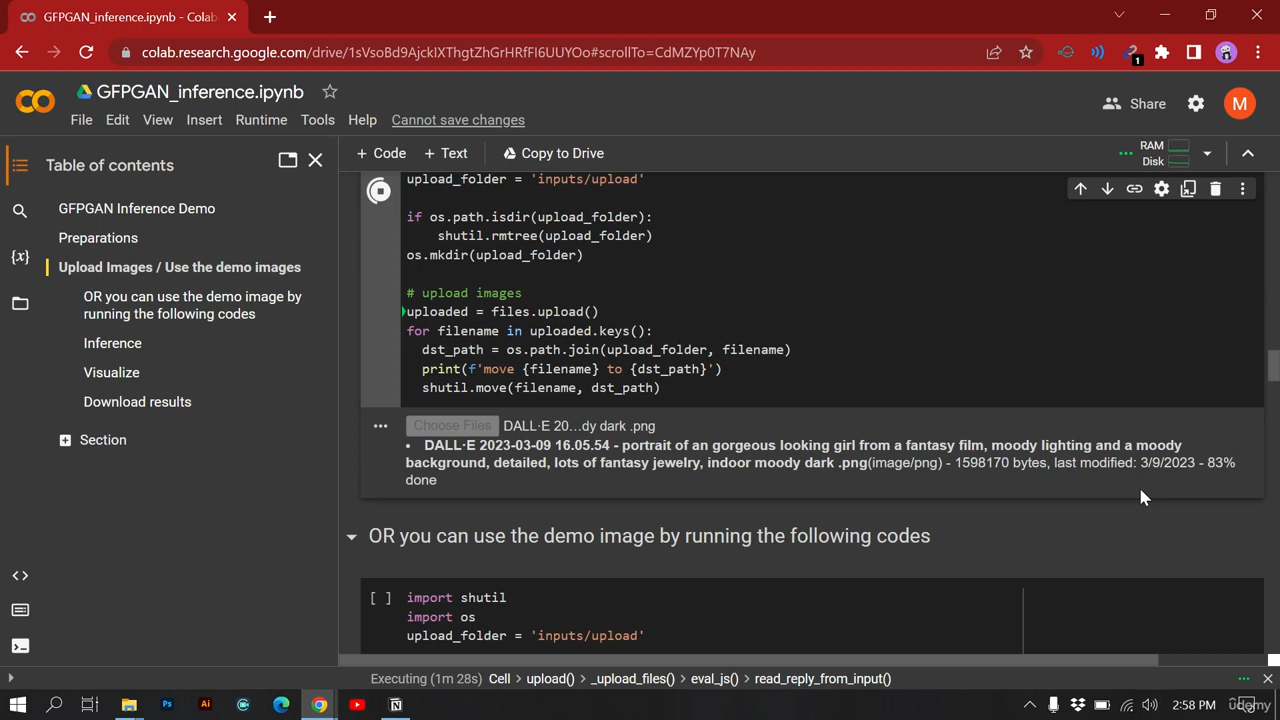 GFPGAN_inference.ipynb - Colab
colab.research.google.com/drive/1sVsoBd9AjckIXThgtZhGrHRfFI6UUYOo#scrollTo=CdMZYp0T7NAy
1
GFPGAN_inference.ipynb
File Edit View Insert Runtime Tools Help Cannot save changes
Share
M
Table of contents
GFPGAN Inference Demo
Preparations
Upload Images / Use the demo images
OR you can use the demo image by
running the following codes
Inference
Visualize
Download results
Section
{x}
+ Code + Text Copy to Drive
RAM
Disk
upload_folder = 'inputs/upload'
if os.path.isdir(upload_folder):
shutil.rmtree(upload_folder)
os.mkdir(upload_folder)
# upload images
uploaded = files.upload()
for filename in uploaded.keys():
dst_path = os.path.join(upload_folder, filename)
print(f'move {filename} to {dst_path}')
shutil.move(filename, dst_path)
Choose Files DALL·E 20…dy dark .png
• DALL·E 2023-03-09 16.05.54 - portrait of an gorgeous looking girl from a fantasy film, moody lighting and a moody
background, detailed, lots of fantasy jewelry, indoor moody dark .png(image/png) - 1598170 bytes, last modified: 3/9/2023 - 83%
done
OR you can use the demo image by running the following codes
[ ] import shutil
import os
upload_folder = 'inputs/upload'
Executing (1m 28s) Cell > upload() > _upload_files() > eval_js() > read_reply_from_input()
Ps
Ai
2:58 PM
Udemy